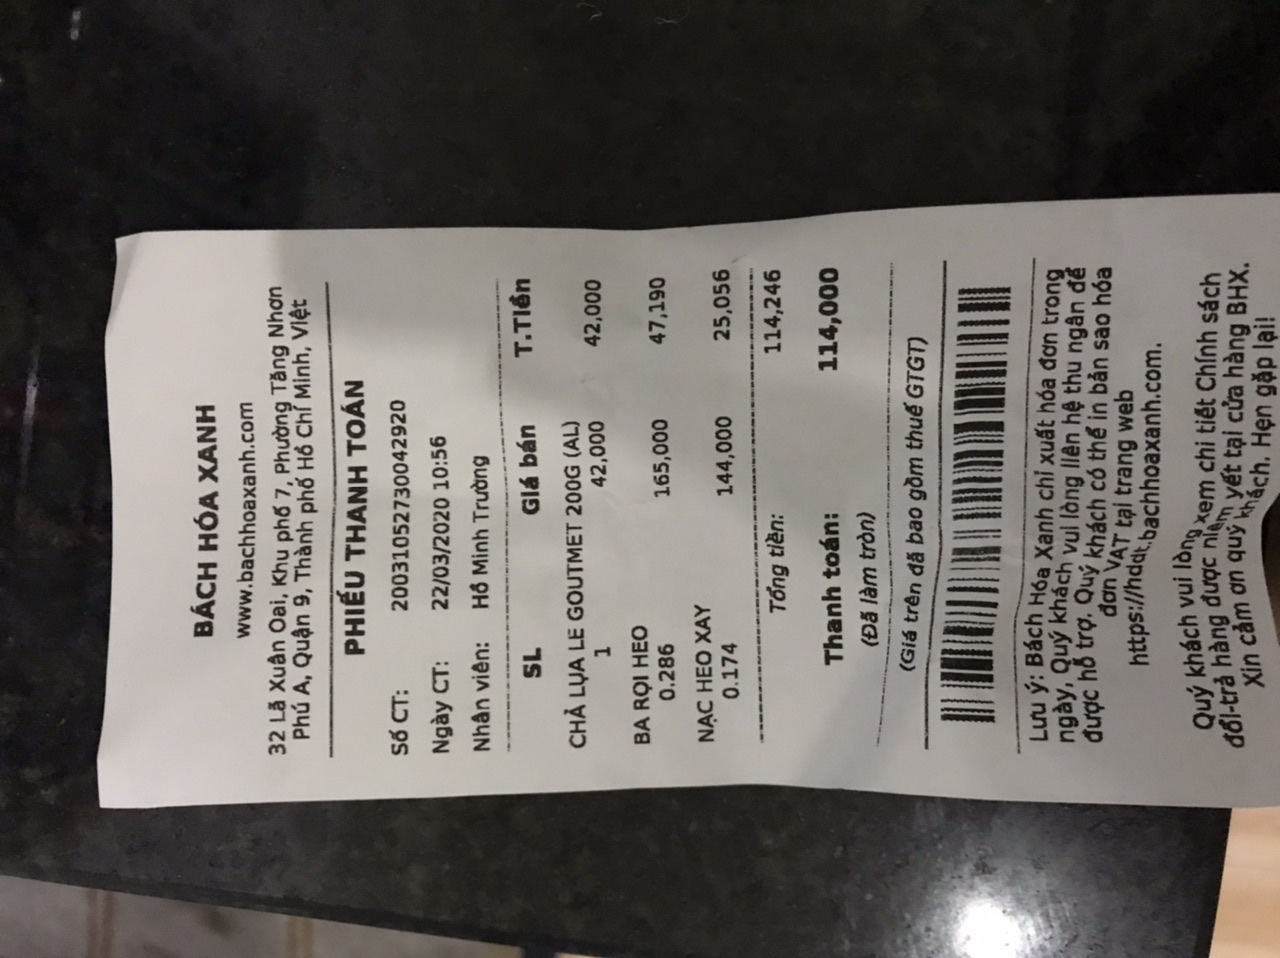 BÁCH HÓA XANH
www.bachhoaxanh.com
32 Lã Xuân Oai, Khu phố 7, Phường Tăng Nhơn
Phú A, Quận 9, Thành phố Hồ Chí Minh, Việt
PHIẾU THANH TOÁN
Số CT: 20031052730042920
Ngày CT: 22/03/2020 10:56
Nhân viên: Hồ Minh Trường
SL Giá bán T.Tiền
CHẢ LỤA LE GOUTMET 200G (AL)
1 42,000 42,000
BA RỌI HEO
0.286 165,000 47,190
NẠC HEO XAY
0.174 144,000 25,056
Tổng tiền: 114,246
Thanh toán: 114,000
(Đã làm tròn)
(Giá trên đã bao gồm thuế GTGT)
Lưu ý: Bách Hóa Xanh chỉ xuất hóa đơn trong
ngày, Quý khách vui lòng liên hệ thu ngân để
được hỗ trợ. Quý khách có thể in bản sao hóa
đơn VAT tại trang web
https://hddt.bachhoaxanh.com.
Quý khách vui lòng xem chi tiết Chính sách
đổi-trả hàng được niêm yết tại cửa hàng BHX.
Xin cảm ơn quý khách. Hẹn gặp lại!